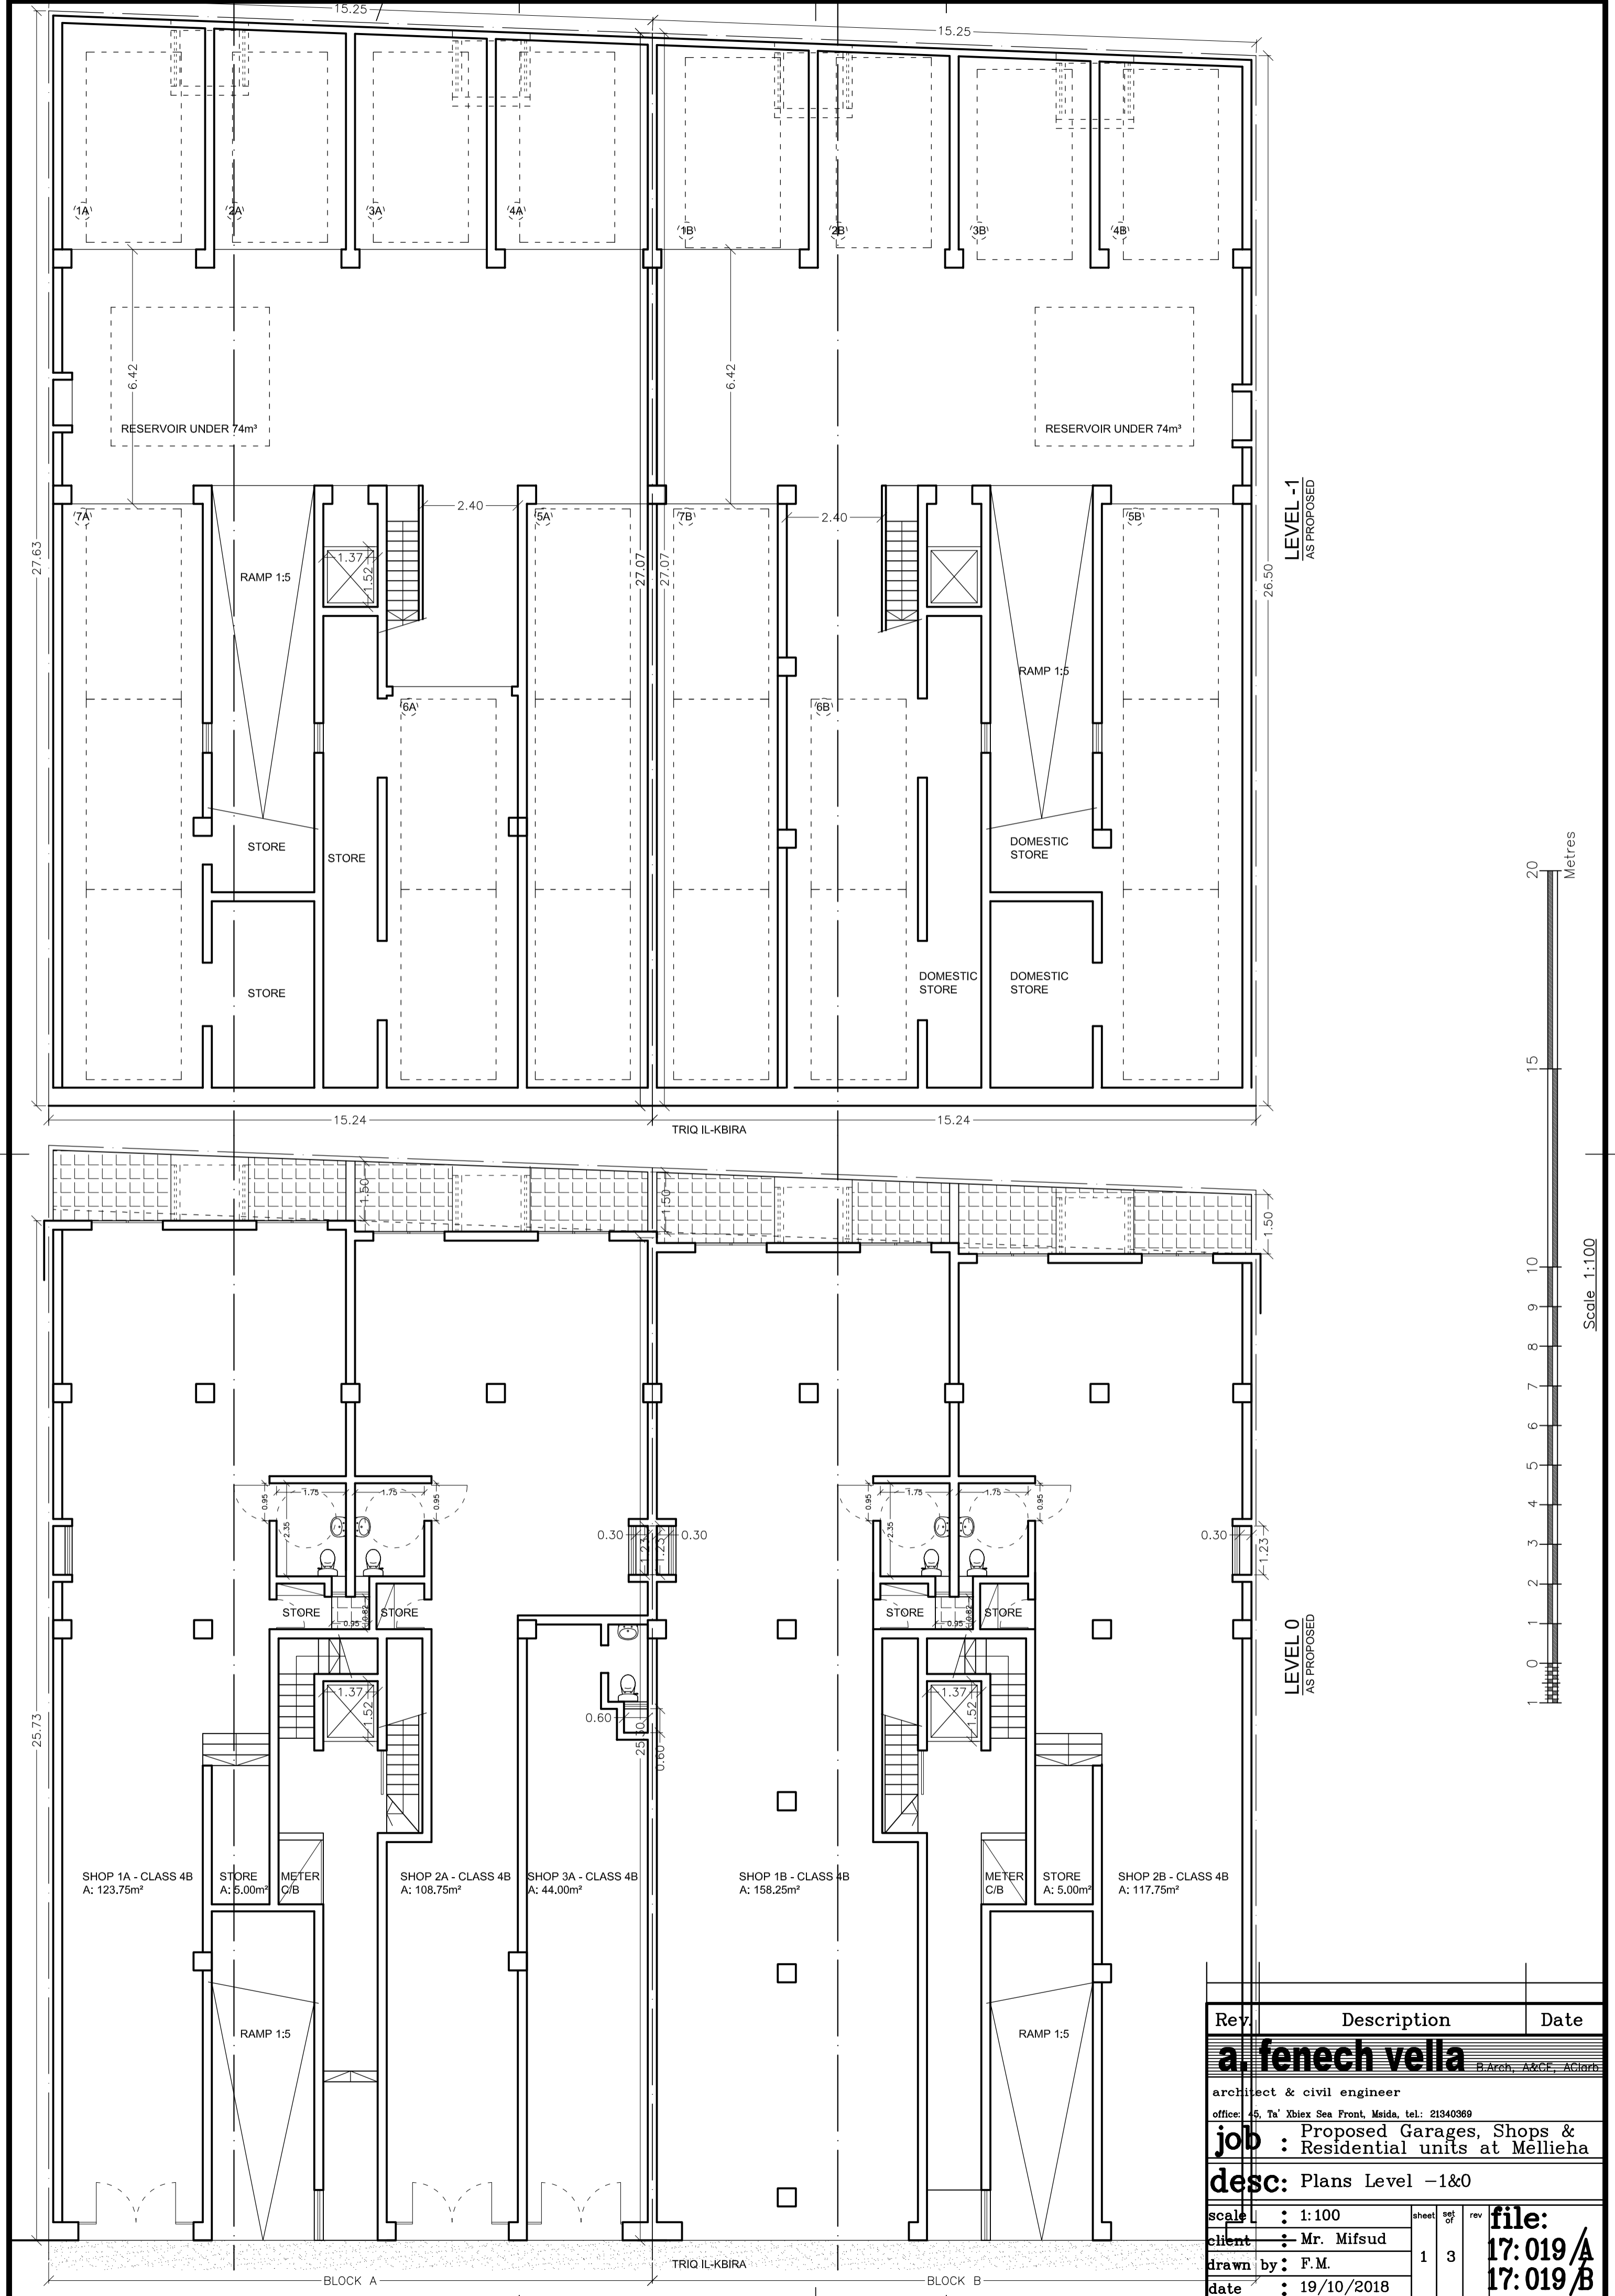 15.25
15.25
1A
2A
3A
4A
1B
2B
3B
4B
6.42
6.42
RESERVOIR UNDER 74m³
RESERVOIR UNDER 74m³
LEVEL -1
AS PROPOSED
7A
2.40
5A
7B
2.40
5B
27.63
RAMP 1:5
1.37
1.52
27.07
27.07
26.50
RAMP 1:5
6A
6B
STORE
STORE
DOMESTIC
STORE
STORE
DOMESTIC
STORE
DOMESTIC
STORE
15.24
15.24
TRIQ IL-KBIRA
20
Metres
15
10
9
8
7
6
5
4
3
2
1
0
1
Scale 1:100
1.50
1.50
1.50
0.95
1.75
1.75
0.95
2.35
0.95
1.75
1.75
0.95
2.35
0.30
1.23
1.23
0.30
0.30
1.23
STORE
0.95
0.82
STORE
STORE
0.95
0.82
STORE
LEVEL 0
AS PROPOSED
1.37
1.52
0.60
0.60
1.37
1.52
25.73
25.30
SHOP 1A - CLASS 4B
A: 123.75m²
STORE
A: 5.00m²
METER
C/B
SHOP 2A - CLASS 4B
A: 108.75m²
SHOP 3A - CLASS 4B
A: 44.00m²
SHOP 1B - CLASS 4B
A: 158.25m²
METER
C/B
STORE
A: 5.00m²
SHOP 2B - CLASS 4B
A: 117.75m²
RAMP 1:5
RAMP 1:5
TRIQ IL-KBIRA
BLOCK A
BLOCK B
Rev. Description Date
a. fenech vella B.Arch, A&CE, ACIarb
architect & civil engineer
office: 45, Ta' Xbiex Sea Front, Msida, tel.: 21340369
job : Proposed Garages, Shops &
Residential units at Mellieha
desc: Plans Level -1&0
scale : 1:100
client : Mr. Mifsud
drawn by : F.M.
date : 19/10/2018
sheet
set of
rev
1
3
file:
17:019/A
17:019/B